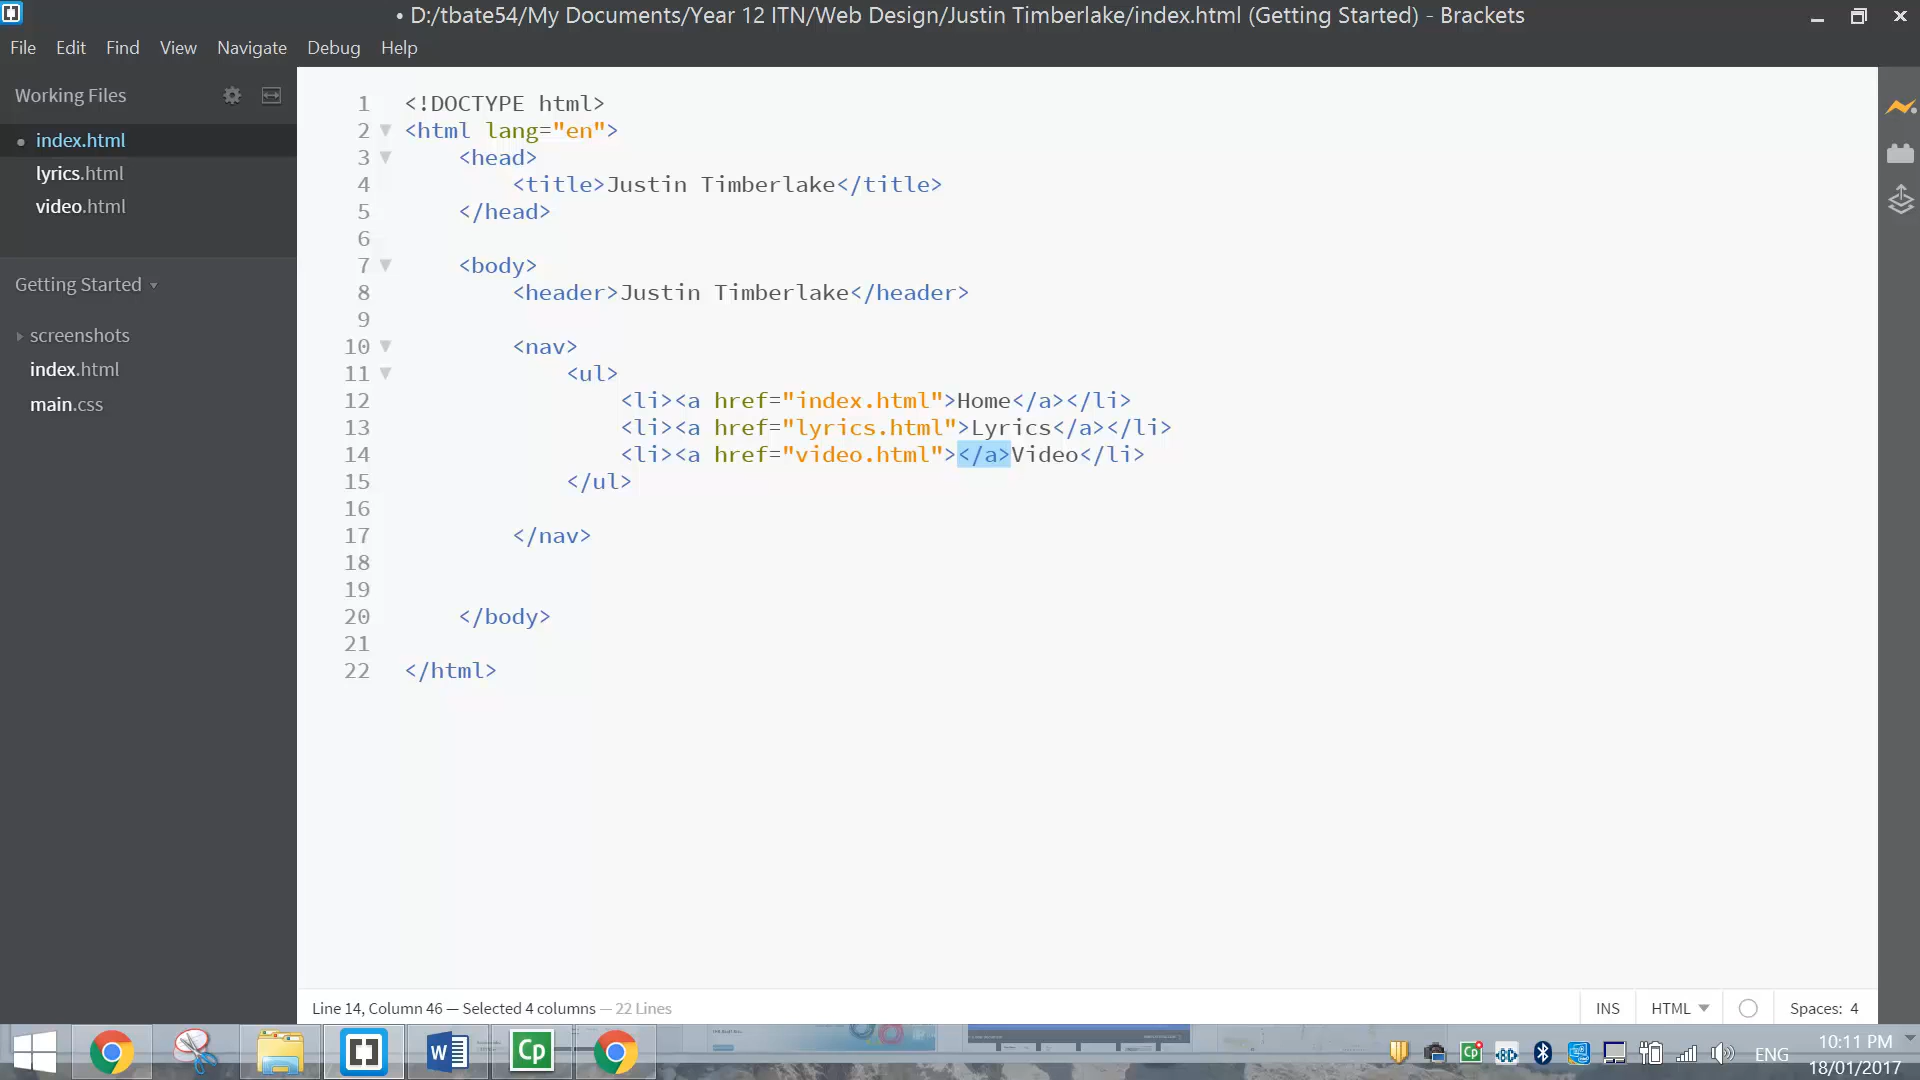 • D:/tbate54/My Documents/Year 12 ITN/Web Design/Justin Timberlake/index.html (Getting Started) - Brackets
File Edit Find View Navigate Debug Help
Working Files
index.html
lyrics.html
video.html
Getting Started
screenshots
index.html
main.css
1 <!DOCTYPE html>
2 <html lang="en">
3 <head>
4 <title>Justin Timberlake</title>
5 </head>
6
7 <body>
8 <header>Justin Timberlake</header>
9
10 <nav>
11 <ul>
12 <li><a href="index.html">Home</a></li>
13 <li><a href="lyrics.html">Lyrics</a></li>
14 <li><a href="video.html"></a>Video</li>
15 </ul>
16
17 </nav>
18
19
20 </body>
21
22 </html>
Line 14, Column 46 — Selected 4 columns — 22 Lines
INS HTML Spaces: 4
Cp
ENG
10:11 PM
18/01/2017